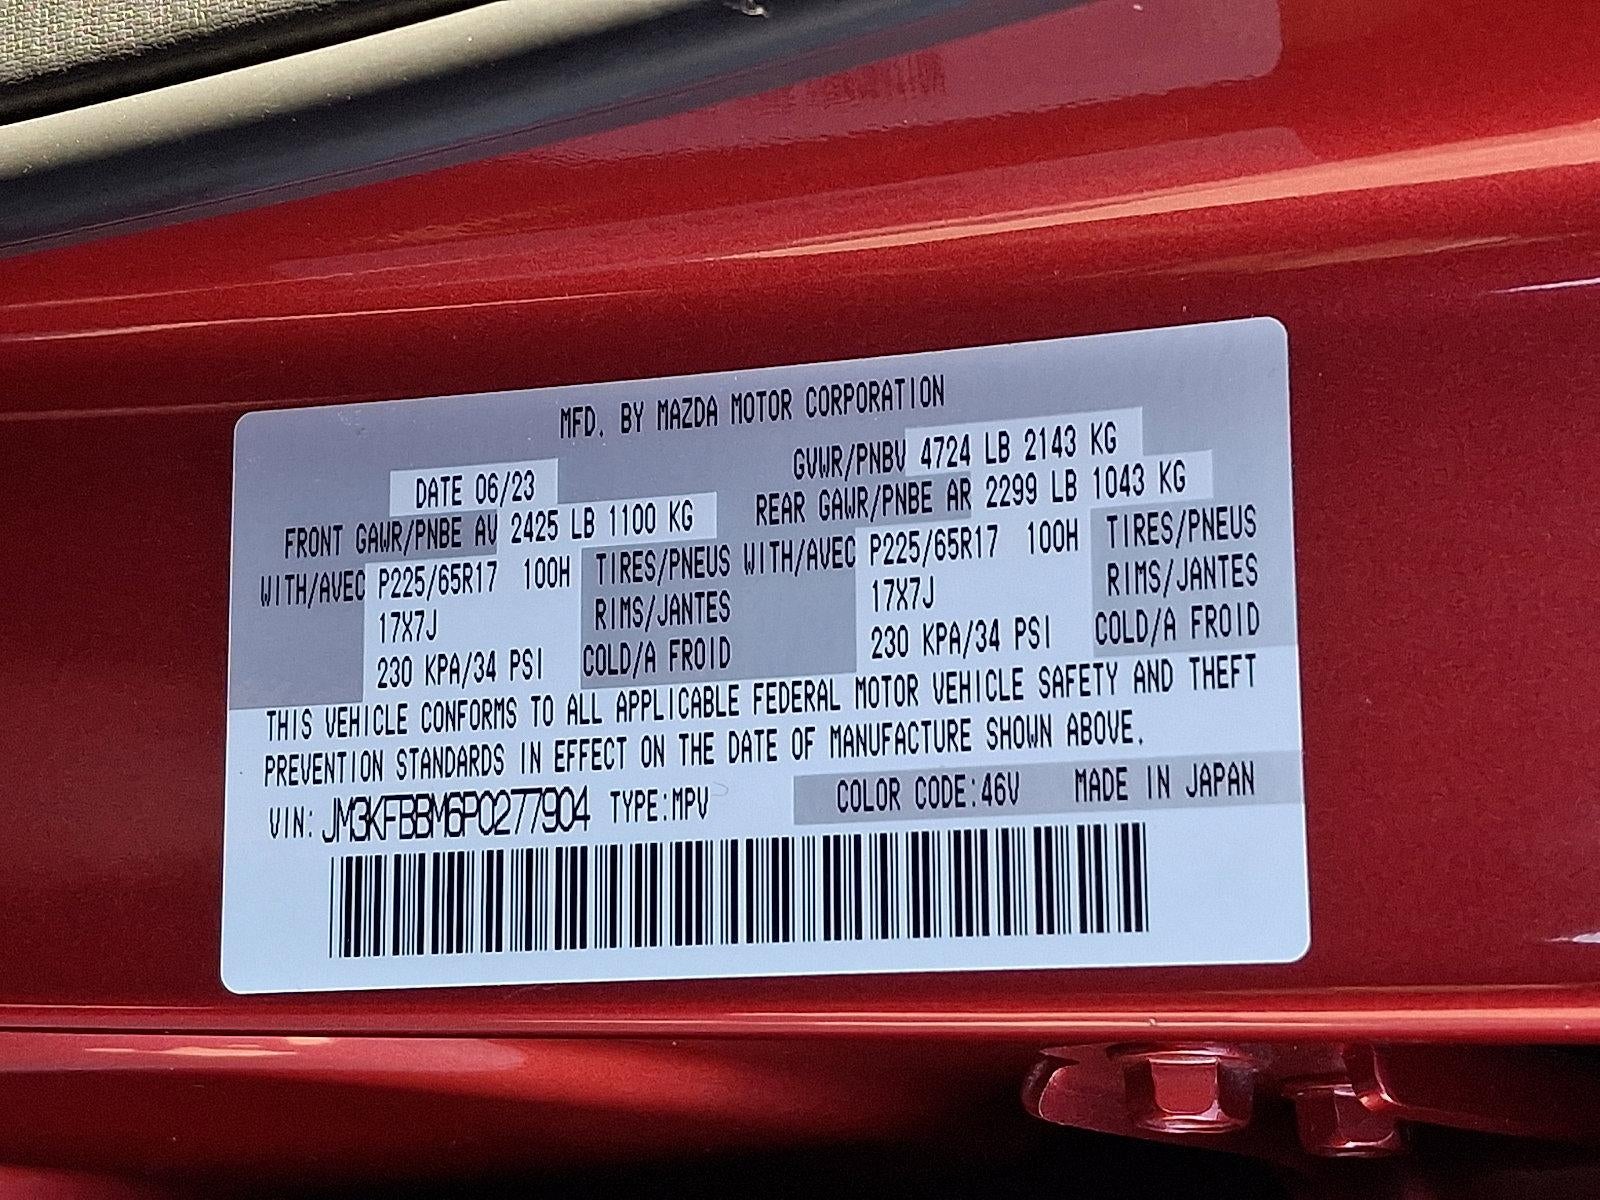 MFD. BY MAZDA MOTOR CORPORATION
DATE 06/23 GVWR/PNBV 4724 LB 2143 KG
FRONT GAWR/PNBE AV 2425 LB 1100 KG REAR GAWR/PNBE AR 2299 LB 1043 KG
WITH/AVEC P225/65R17 100H TIRES/PNEUS WITH/AVEC P225/65R17 100H TIRES/PNEUS
17X7J RIMS/JANTES 17X7J RIMS/JANTES
230 KPA/34 PSI COLD/A FROID 230 KPA/34 PSI COLD/A FROID
THIS VEHICLE CONFORMS TO ALL APPLICABLE FEDERAL MOTOR VEHICLE SAFETY AND THEFT
PREVENTION STANDARDS IN EFFECT ON THE DATE OF MANUFACTURE SHOWN ABOVE.
VIN: JM3KFBBM6P0277904 TYPE:MPV COLOR CODE:46V MADE IN JAPAN